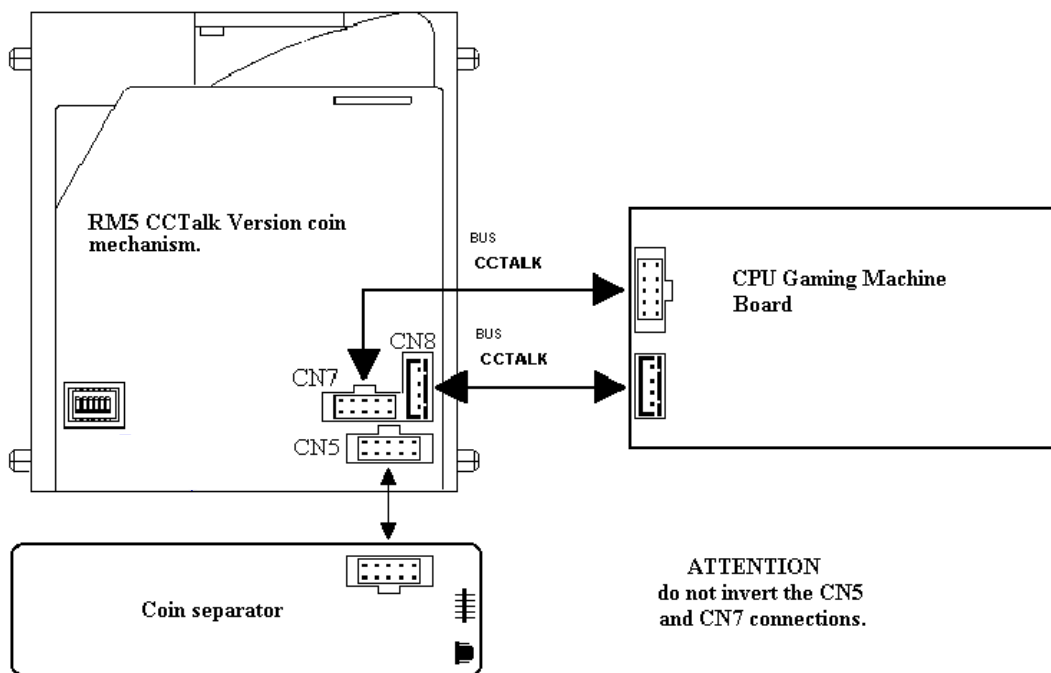 RM5 CCTalk Version coin
mechanism.
BUS
CCTALK
CPU Gaming Machine
Board
BUS
CCTALK
CN8
CN7
CN5
Coin separator
ATTENTION
do not invert the CN5
and CN7 connections.